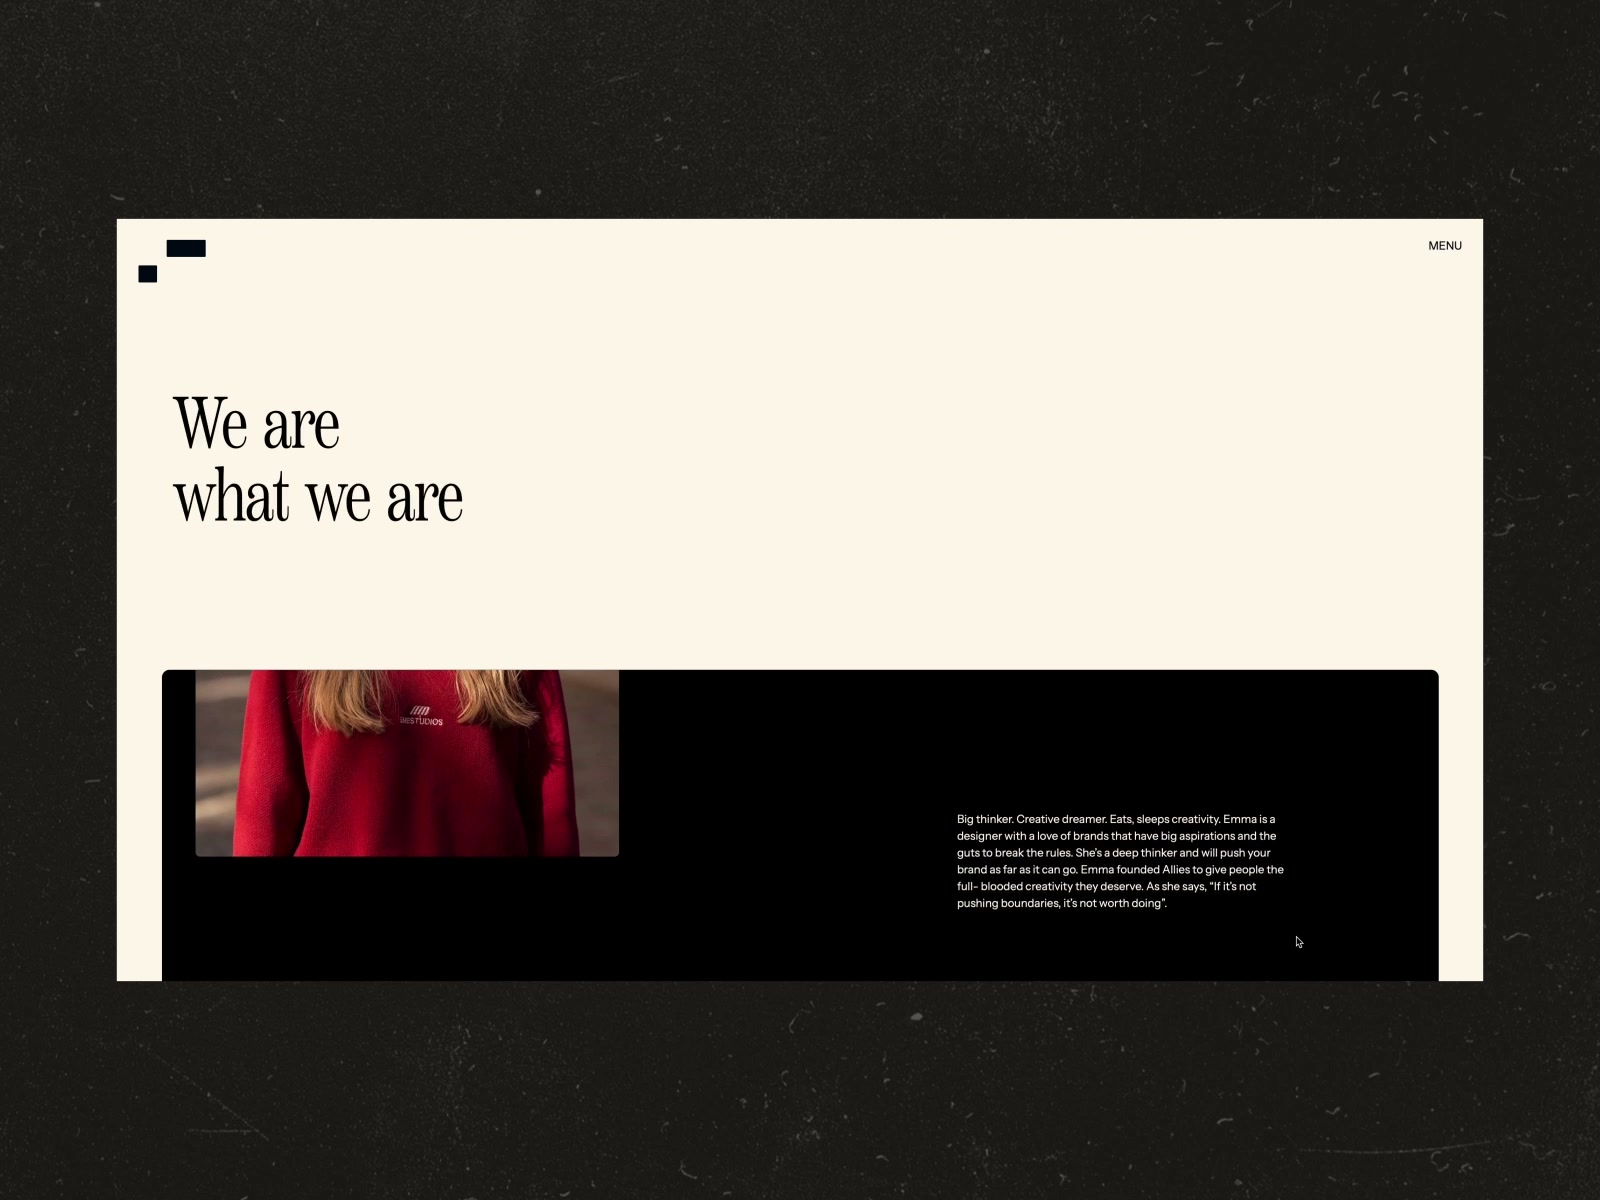 MENU
We are
what we are
Big thinker. Creative dreamer. Eats, sleeps creativity. Emma is a
designer with a love of brands that have big aspirations and the
guts to break the rules. She's a deep thinker and will push your
brand as far as it can go. Emma founded Allies to give people the
full- blooded creativity they deserve. As she says, “If it's not
pushing boundaries, it's not worth doing”.